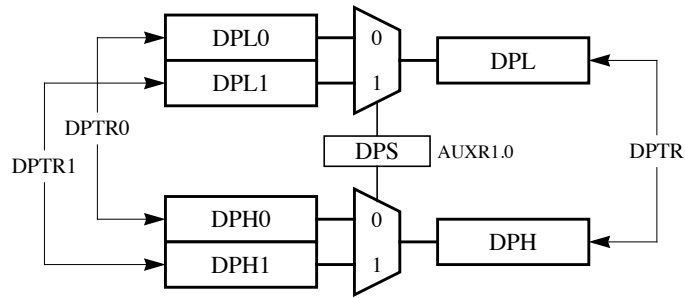 DPL0
0
DPL1
1
DPL
DPTR0
DPTR1
DPS
AUXR1.0
DPTR
DPH0
0
DPH
DPH1
1